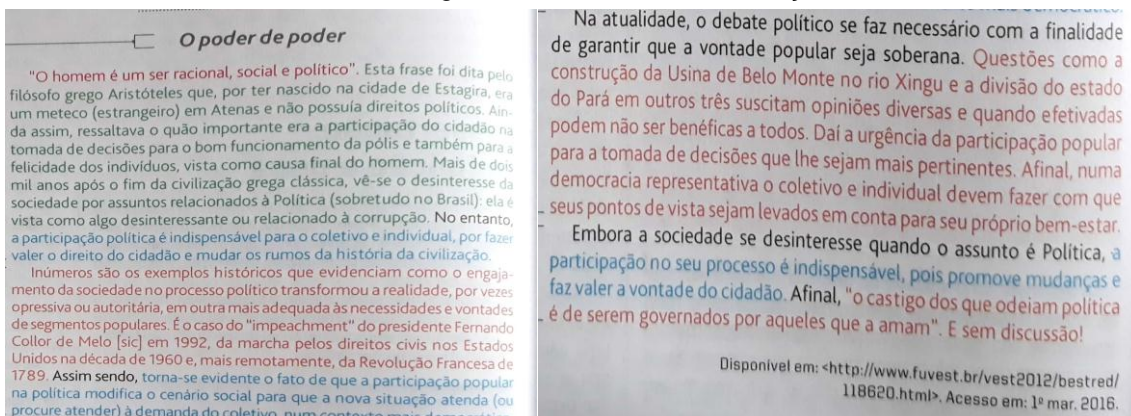 O poder de poder
"O homem é um ser racional, social e político". Esta frase foi dita pelo
filósofo grego Aristóteles que, por ter nascido na cidade de Estagira, era
um meteco (estrangeiro) em Atenas e não possuía direitos políticos. Ain-
da assim, ressaltava o quão importante era a participação do cidadão na
tomada de decisões para o bom funcionamento da pólis e também para a
felicidade dos indivíduos, vista como causa final do homem. Mais de dois
mil anos após o fim da civilização grega clássica, vê-se o desinteresse da
sociedade por assuntos relacionados à Política (sobretudo no Brasil): ela é
vista como algo desinteressante ou relacionado à corrupção. No entanto,
a participação política é indispensável para o coletivo e individual, por fazer
valer o direito do cidadão e mudar os rumos da história da civilização.
Inúmeros são os exemplos históricos que evidenciam como o engaja-
mento da sociedade no processo político transformou a realidade, por vezes
opressiva ou autoritária, em outra mais adequada às necessidades e vontades
de segmentos populares. É o caso do "impeachment" do presidente Fernando
Collor de Melo [sic] em 1992, da marcha pelos direitos civis nos Estados
Unidos na década de 1960 e, mais remotamente, da Revolução Francesa de
1789. Assim sendo, torna-se evidente o fato de que a participação popular
na política modifica o cenário social para que a nova situação atenda (ou
procure atender) à demanda do coletivo, num contexto mais democrático.
Na atualidade, o debate político se faz necessário com a finalidade
de garantir que a vontade popular seja soberana. Questões como a
construção da Usina de Belo Monte no rio Xingu e a divisão do estado
do Pará em outros três suscitam opiniões diversas e quando efetivadas
podem não ser benéficas a todos. Daí a urgência da participação popular
para a tomada de decisões que lhe sejam mais pertinentes. Afinal, numa
democracia representativa o coletivo e individual devem fazer com que
seus pontos de vista sejam levados em conta para seu próprio bem-estar.
Embora a sociedade se desinteresse quando o assunto é Política, a
participação no seu processo é indispensável, pois promove mudanças e
faz valer a vontade do cidadão. Afinal, "o castigo dos que odeiam política
é de serem governados por aqueles que a amam". E sem discussão!
Disponível em: <http://www.fuvest.br/vest2012/bestred/
118620.html>. Acesso em: 1º mar. 2016.